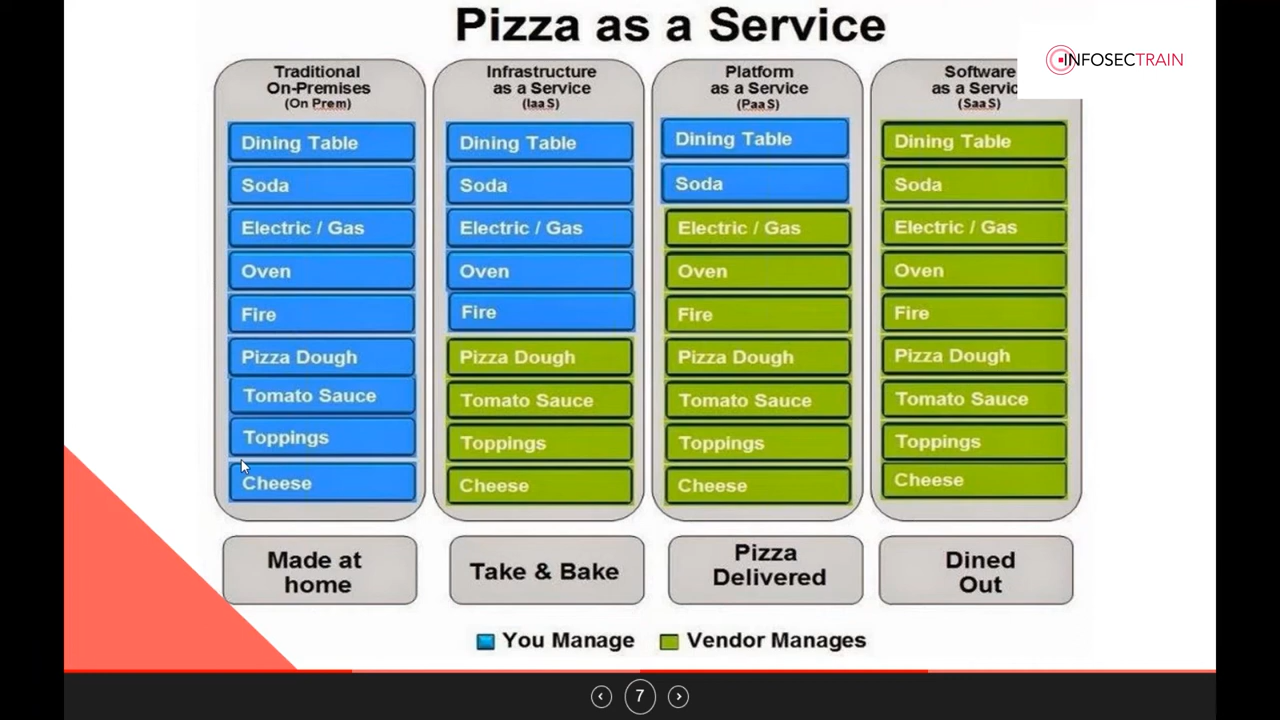 Pizza as a Service
INFOSECTRAIN
Traditional
On-Premises
(On Prem)
Dining Table
Soda
Electric / Gas
Oven
Fire
Pizza Dough
Tomato Sauce
Toppings
Cheese
Made at
home
Infrastructure
as a Service
(IaaS)
Dining Table
Soda
Electric / Gas
Oven
Fire
Pizza Dough
Tomato Sauce
Toppings
Cheese
Take & Bake
Platform
as a Service
(PaaS)
Dining Table
Soda
Electric / Gas
Oven
Fire
Pizza Dough
Tomato Sauce
Toppings
Cheese
Pizza
Delivered
Software
as a Servic
(SaaS)
Dining Table
Soda
Electric / Gas
Oven
Fire
Pizza Dough
Tomato Sauce
Toppings
Cheese
Dined
Out
You Manage
Vendor Manages
7